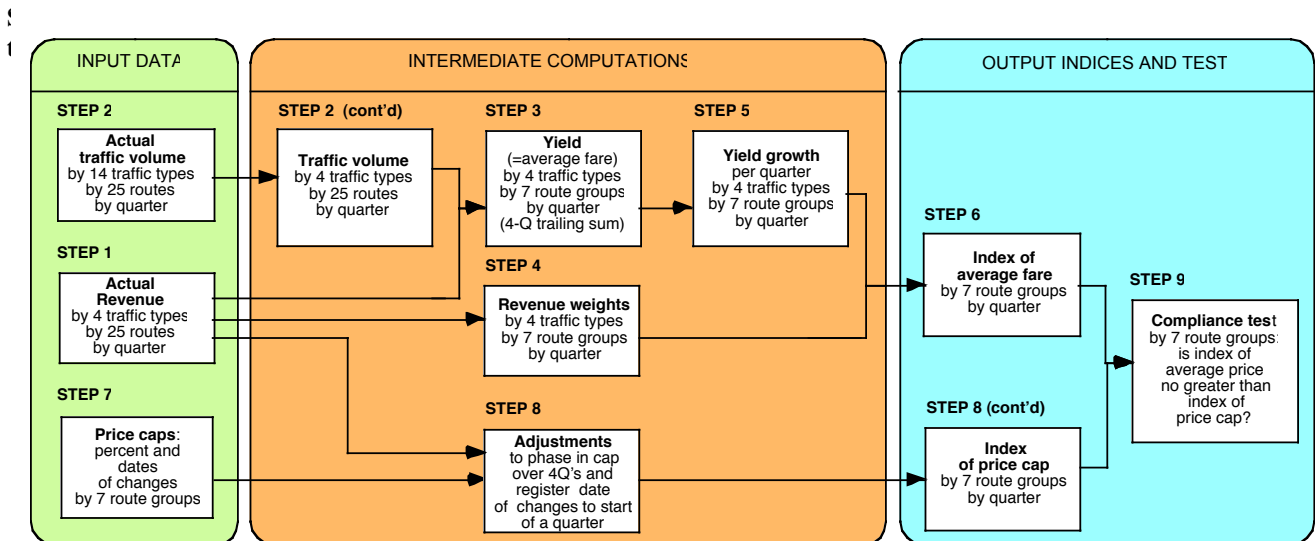 INPUT DATA
STEP 2
Actual
traffic volume
by 14 traffic types
by 25 routes
by quarter
STEP 1
Actual
Revenue
by 4 traffic types
by 25 routes
by quarter
STEP 7
Price caps:
percent and
dates
of changes
by 7 route groups
INTERMEDIATE COMPUTATIONS
STEP 2 (cont'd)
Traffic volume
by 4 traffic types
by 25 routes
by quarter
STEP 3
Yield
(=average fare)
by 4 traffic types
by 7 route groups
by quarter
(4-Q trailing sum)
STEP 5
Yield growth
per quarter
by 4 traffic types
by 7 route groups
by quarter
STEP 4
Revenue weights
by 4 traffic types
by 7 route groups
by quarter
STEP 8
Adjustments
to phase in cap
over 4Q's and
register date
of changes to start
of a quarter
OUTPUT INDICES AND TEST
STEP 6
Index of
average fare
by 7 route groups
by quarter
STEP 8 (cont'd)
Index
of price cap
by 7 route groups
by quarter
STEP 9
Compliance test
by 7 route groups:
is index of
average price
no greater than
index of
price cap?